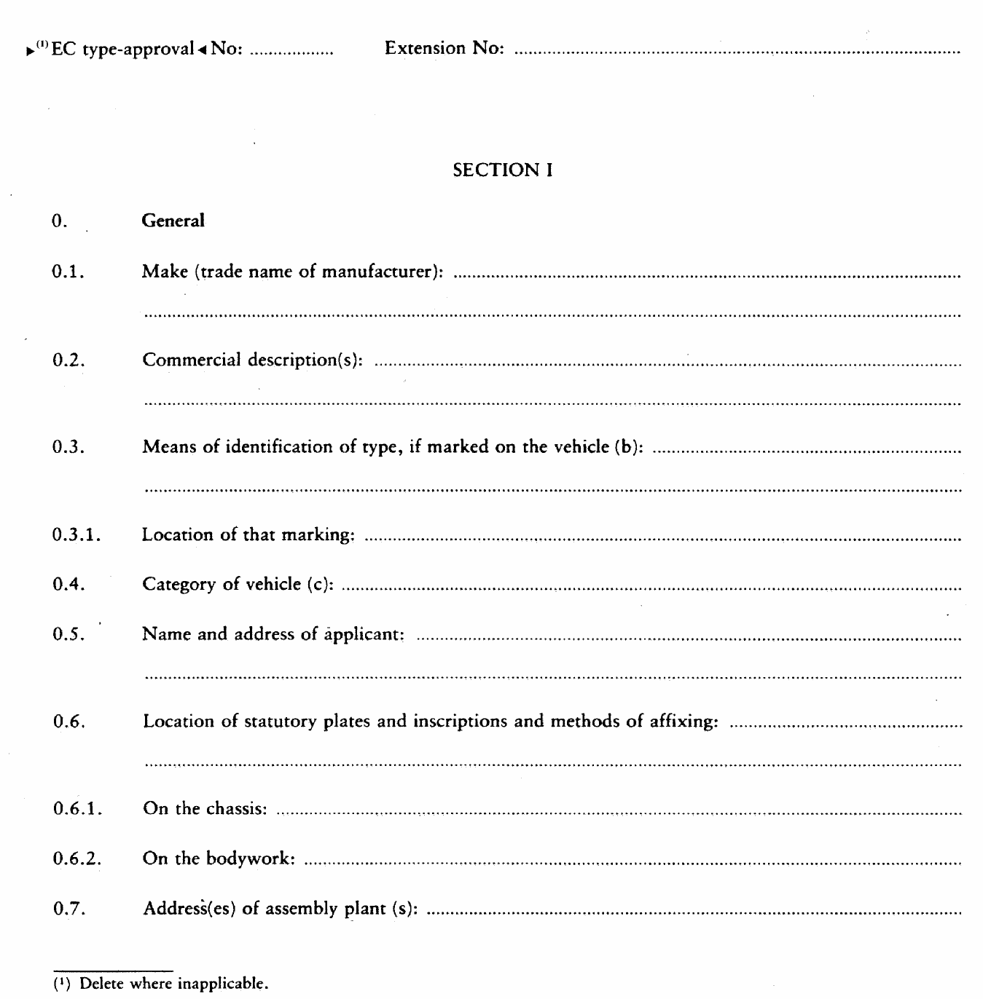 ►(1) EC type-approval ◄ No: .................. Extension No: ..............................................................................................
SECTION I
0. General
0.1. Make (trade name of manufacturer): ..............................................................................................
..............................................................................................
0.2. Commercial description(s): ..............................................................................................
..............................................................................................
0.3. Means of identification of type, if marked on the vehicle (b): ..................................................................
..............................................................................................
0.3.1. Location of that marking: ..............................................................................................
0.4. Category of vehicle (c): ..............................................................................................
0.5. Name and address of applicant: ..............................................................................................
..............................................................................................
0.6. Location of statutory plates and inscriptions and methods of affixing: ..................................................
..............................................................................................
0.6.1. On the chassis: ..............................................................................................
0.6.2. On the bodywork: ..............................................................................................
0.7. Address(es) of assembly plant (s): ..............................................................................................
(1) Delete where inapplicable.